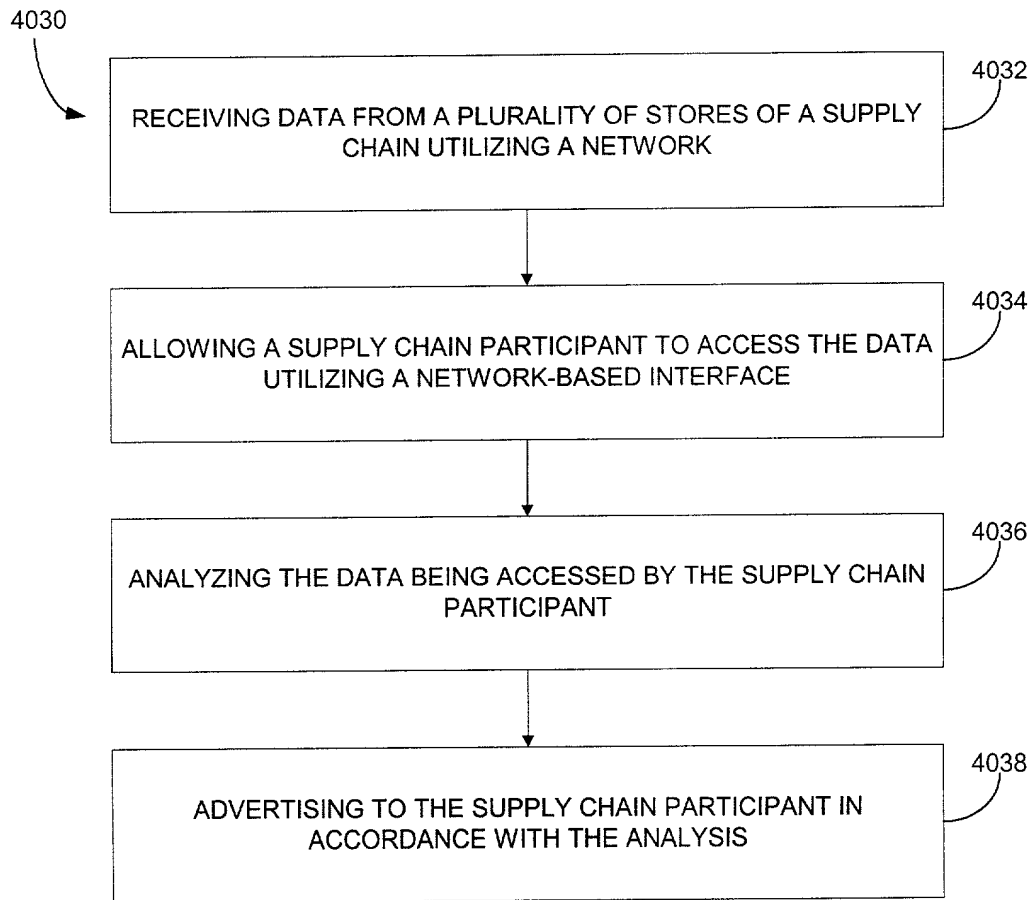 4030
4032
RECEIVING DATA FROM A PLURALITY OF STORES OF A SUPPLY
CHAIN UTILIZING A NETWORK
4034
ALLOWING A SUPPLY CHAIN PARTICIPANT TO ACCESS THE DATA
UTILIZING A NETWORK-BASED INTERFACE
4036
ANALYZING THE DATA BEING ACCESSED BY THE SUPPLY CHAIN
PARTICIPANT
4038
ADVERTISING TO THE SUPPLY CHAIN PARTICIPANT IN
ACCORDANCE WITH THE ANALYSIS